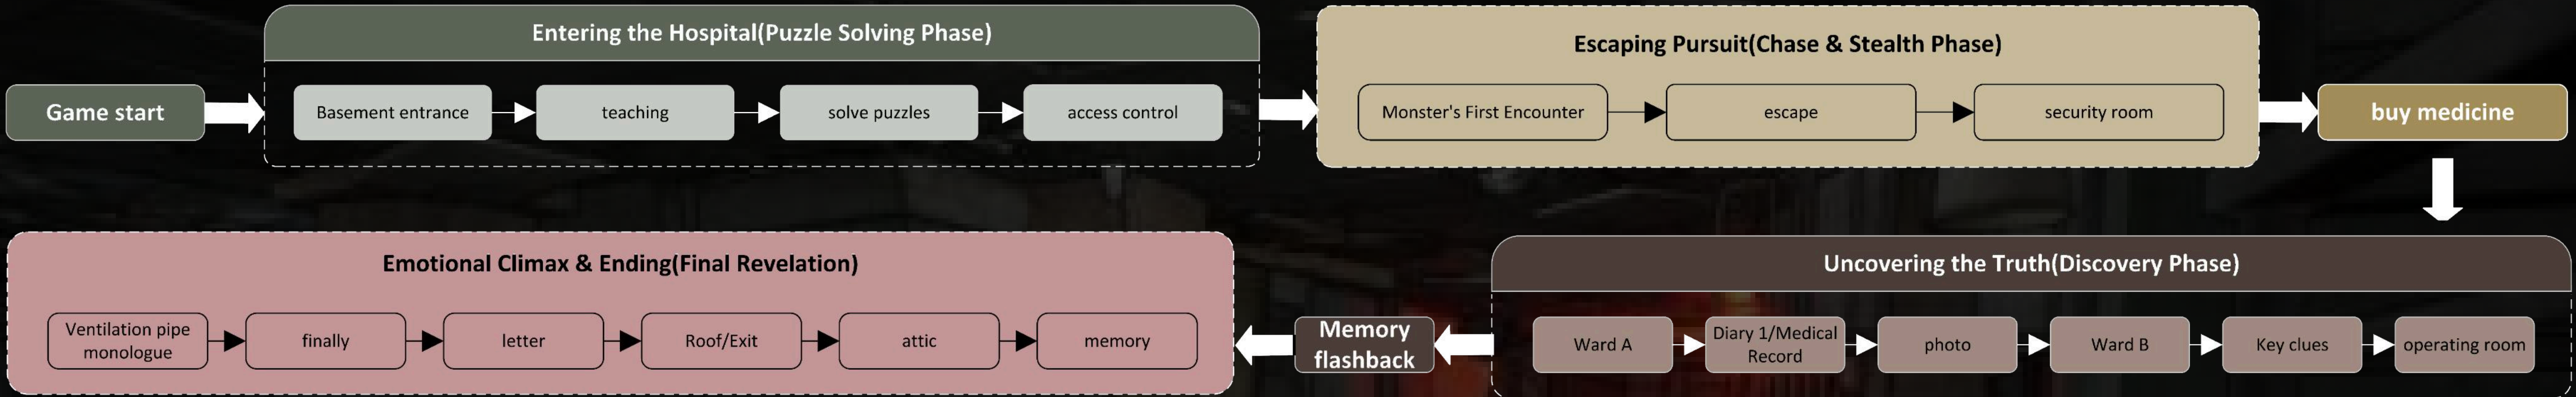 Entering the Hospital(Puzzle Solving Phase)
Game start
Basement entrance
teaching
solve puzzles
access control
Escaping Pursuit(Chase & Stealth Phase)
Monster's First Encounter
escape
security room
buy medicine
Uncovering the Truth(Discovery Phase)
Ward A
Diary 1/Medical
Record
photo
Ward B
Key clues
operating room
Memory
flashback
Emotional Climax & Ending(Final Revelation)
Ventilation pipe
monologue
finally
letter
Roof/Exit
attic
memory